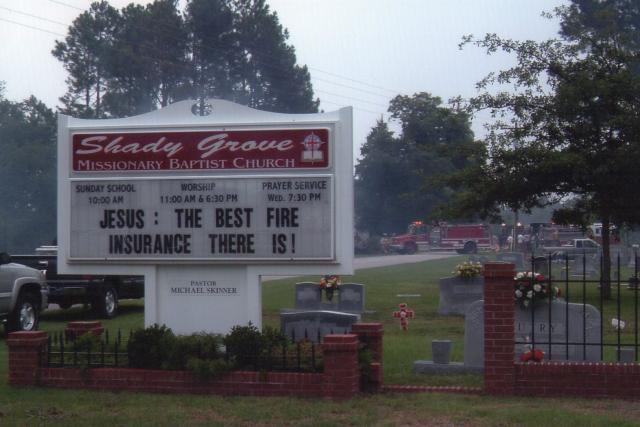 Shady Grove
MISSIONARY BAPTIST CHURCH
SUNDAY SCHOOL WORSHIP PRAYER SERVICE
10:00 AM 11:00 AM & 6:30 PM WED. 7:30 PM
JESUS : THE BEST FIRE
INSURANCE THERE IS!
PASTOR
MICHAEL SKINNER
URY